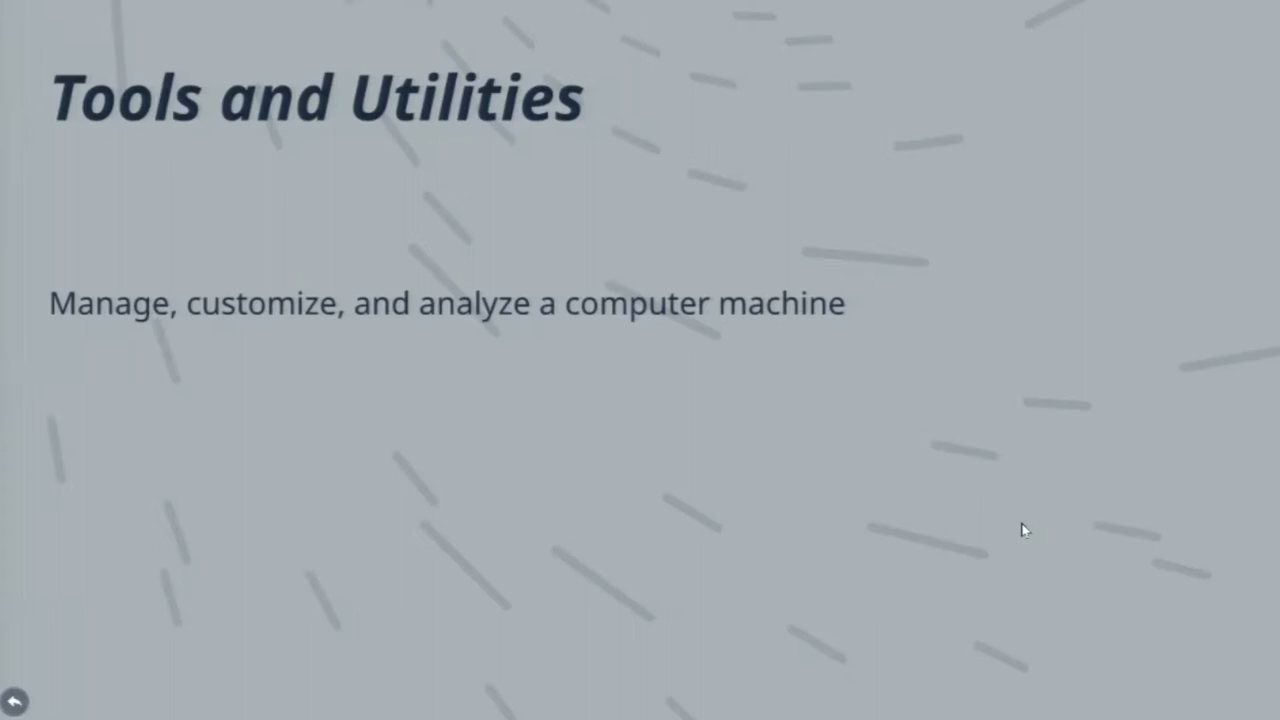 Tools and Utilities
Manage, customize, and analyze a computer machine